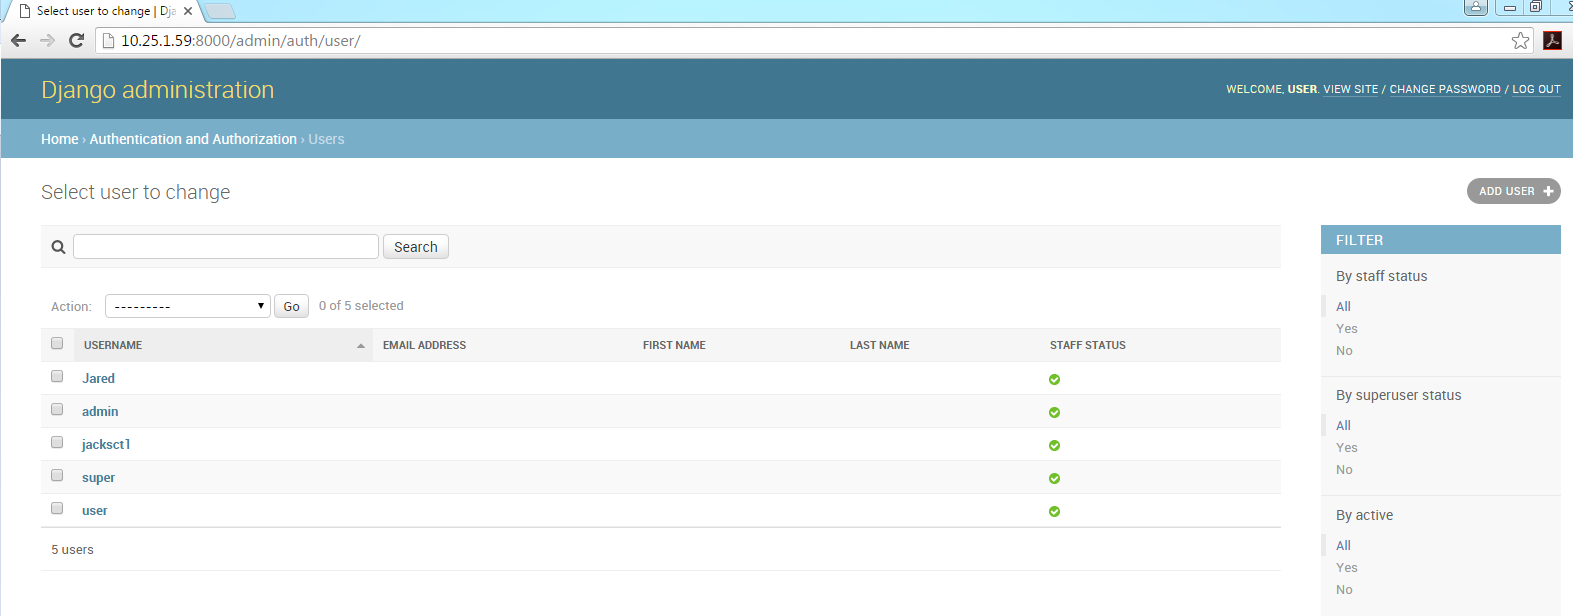 Select user to change | Dja
10.25.1.59:8000/admin/auth/user/
Django administration
WELCOME, USER. VIEW SITE / CHANGE PASSWORD / LOG OUT
Home › Authentication and Authorization › Users
Select user to change
ADD USER +
Search
Action: --------- Go 0 of 5 selected
USERNAME EMAIL ADDRESS FIRST NAME LAST NAME STAFF STATUS
Jared
admin
jacksct1
super
user
5 users
FILTER
By staff status
All
Yes
No
By superuser status
All
Yes
No
By active
All
Yes
No